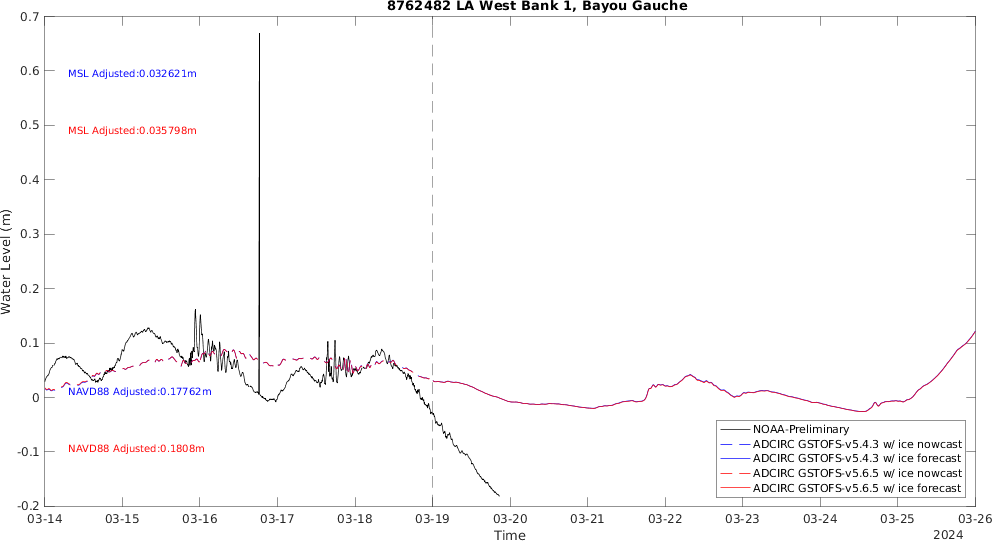 8762482 LA West Bank 1, Bayou Gauche
0.7
0.6
0.5
0.4
0.3
0.2
0.1
0
-0.1
-0.2
Water Level (m)
MSL Adjusted:0.032621m
MSL Adjusted:0.035798m
NAVD88 Adjusted:0.17762m
NAVD88 Adjusted:0.1808m
NOAA-Preliminary
ADCIRC GSTOFS-v5.4.3 w/ ice nowcast
ADCIRC GSTOFS-v5.4.3 w/ ice forecast
ADCIRC GSTOFS-v5.6.5 w/ ice nowcast
ADCIRC GSTOFS-v5.6.5 w/ ice forecast
03-14 03-15 03-16 03-17 03-18 03-19 03-20 03-21 03-22 03-23 03-24 03-25 03-26
Time
2024